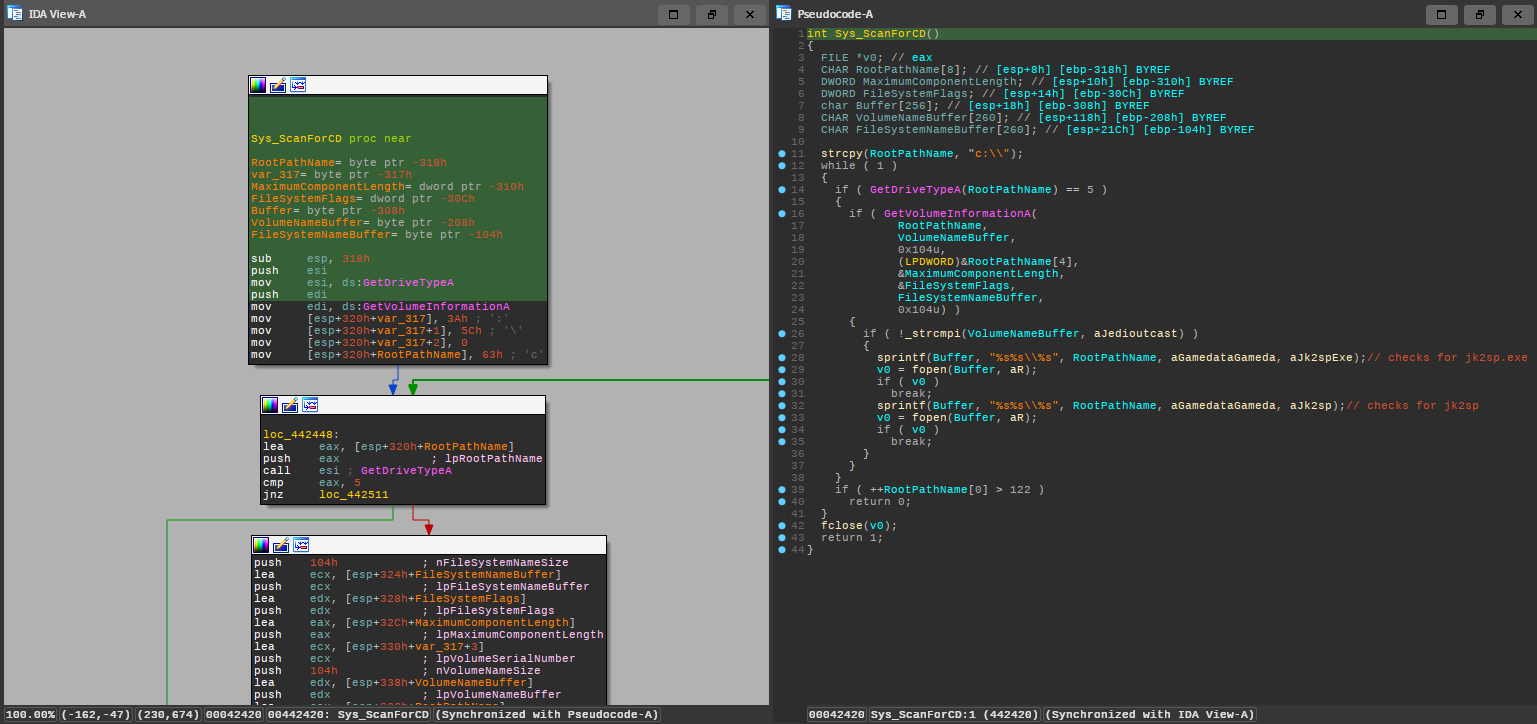 IDA View-A
Sys_ScanForCD proc near
RootPathName= byte ptr -318h
var_317= byte ptr -317h
MaximumComponentLength= dword ptr -310h
FileSystemFlags= dword ptr -30Ch
Buffer= byte ptr -308h
VolumeNameBuffer= byte ptr -208h
FileSystemNameBuffer= byte ptr -104h
sub esp, 318h
push esi
mov esi, ds:GetDriveTypeA
push edi
mov edi, ds:GetVolumeInformationA
mov [esp+320h+var_317], 3Ah ; ':'
mov [esp+320h+var_317+1], 5Ch ; '\'
mov [esp+320h+var_317+2], 0
mov [esp+320h+RootPathName], 63h ; 'c'
loc_442448:
lea eax, [esp+320h+RootPathName]
push eax ; lpRootPathName
call esi ; GetDriveTypeA
cmp eax, 5
jnz loc_442511
push 104h ; nFileSystemNameSize
lea ecx, [esp+324h+FileSystemNameBuffer]
push ecx ; lpFileSystemNameBuffer
lea edx, [esp+328h+FileSystemFlags]
push edx ; lpFileSystemFlags
lea eax, [esp+32Ch+MaximumComponentLength]
push eax ; lpMaximumComponentLength
lea ecx, [esp+330h+var_317+3]
push ecx ; lpVolumeSerialNumber
push 104h ; nVolumeNameSize
lea edx, [esp+338h+VolumeNameBuffer]
push edx ; lpVolumeNameBuffer
100.00% (-162,-47) (230,674) 00042420 00442420: Sys_ScanForCD (Synchronized with Pseudocode-A)
Pseudocode-A
1 int Sys_ScanForCD()
2 {
3 FILE *v0; // eax
4 CHAR RootPathName[8]; // [esp+8h] [ebp-318h] BYREF
5 DWORD MaximumComponentLength; // [esp+10h] [ebp-310h] BYREF
6 DWORD FileSystemFlags; // [esp+14h] [ebp-30Ch] BYREF
7 char Buffer[256]; // [esp+18h] [ebp-308h] BYREF
8 CHAR VolumeNameBuffer[260]; // [esp+118h] [ebp-208h] BYREF
9 CHAR FileSystemNameBuffer[260]; // [esp+21Ch] [ebp-104h] BYREF
10
11 strcpy(RootPathName, "c:\\");
12 while ( 1 )
13 {
14 if ( GetDriveTypeA(RootPathName) == 5 )
15 {
16 if ( GetVolumeInformationA(
17 RootPathName,
18 VolumeNameBuffer,
19 0x104u,
20 (LPDWORD)&RootPathName[4],
21 &MaximumComponentLength,
22 &FileSystemFlags,
23 FileSystemNameBuffer,
24 0x104u) )
25 {
26 if ( !_strcmpi(VolumeNameBuffer, aJedioutcast) )
27 {
28 sprintf(Buffer, "%s%s\\%s", RootPathName, aGamedataGameda, aJk2spExe);// checks for jk2sp.exe
29 v0 = fopen(Buffer, aR);
30 if ( v0 )
31 break;
32 sprintf(Buffer, "%s%s\\%s", RootPathName, aGamedataGameda, aJk2sp);// checks for jk2sp
33 v0 = fopen(Buffer, aR);
34 if ( v0 )
35 break;
36 }
37 }
38 }
39 if ( ++RootPathName[0] > 122 )
40 return 0;
41 }
42 fclose(v0);
43 return 1;
44 }
00042420 Sys_ScanForCD:1 (442420) (Synchronized with IDA View-A)